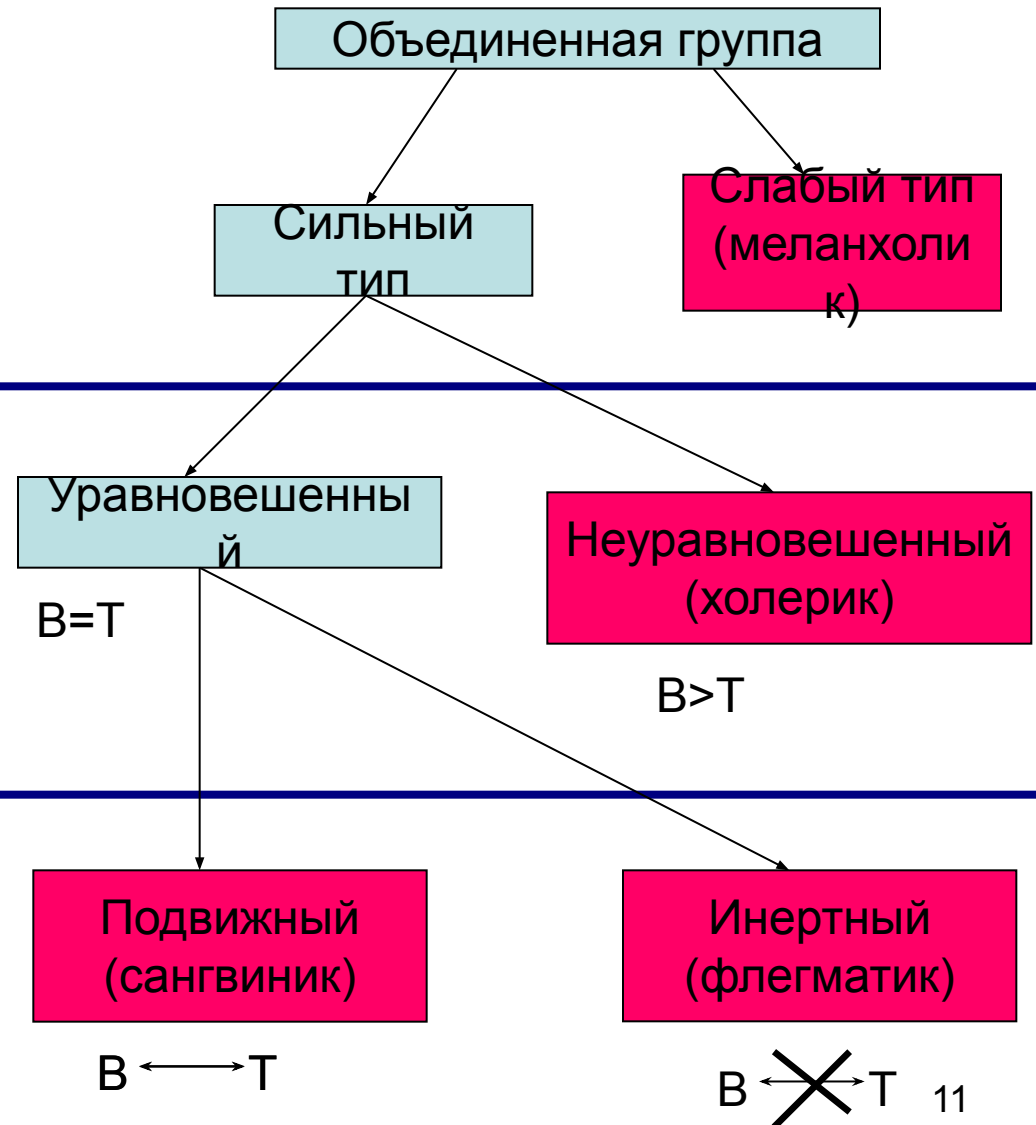 Объединенная группа
Сильный
тип
Слабый тип
(меланхоли
к)
Уравновешенны
й
Неуравновешенный
(холерик)
В=Т
В>Т
Подвижный
(сангвиник)
Инертный
(флегматик)
В Т
В Т
11